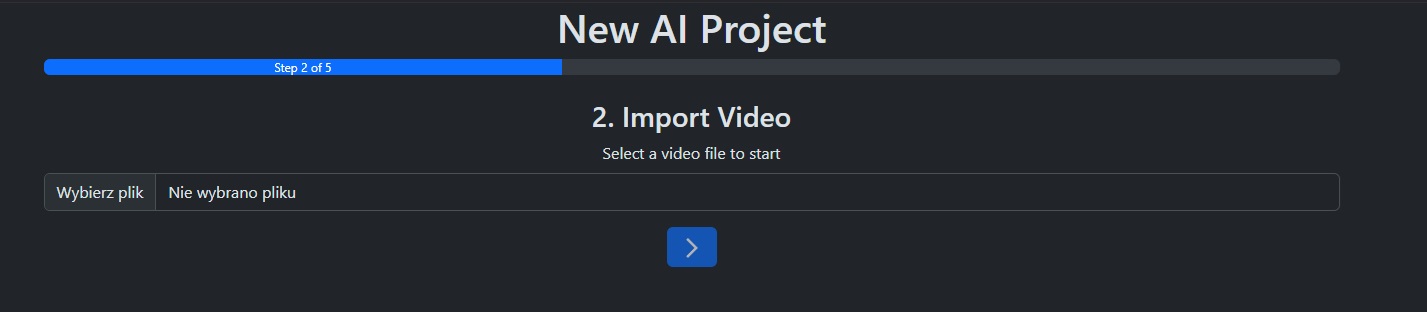 New AI Project
Step 2 of 5
2. Import Video
Select a video file to start
Wybierz plik Nie wybrano pliku